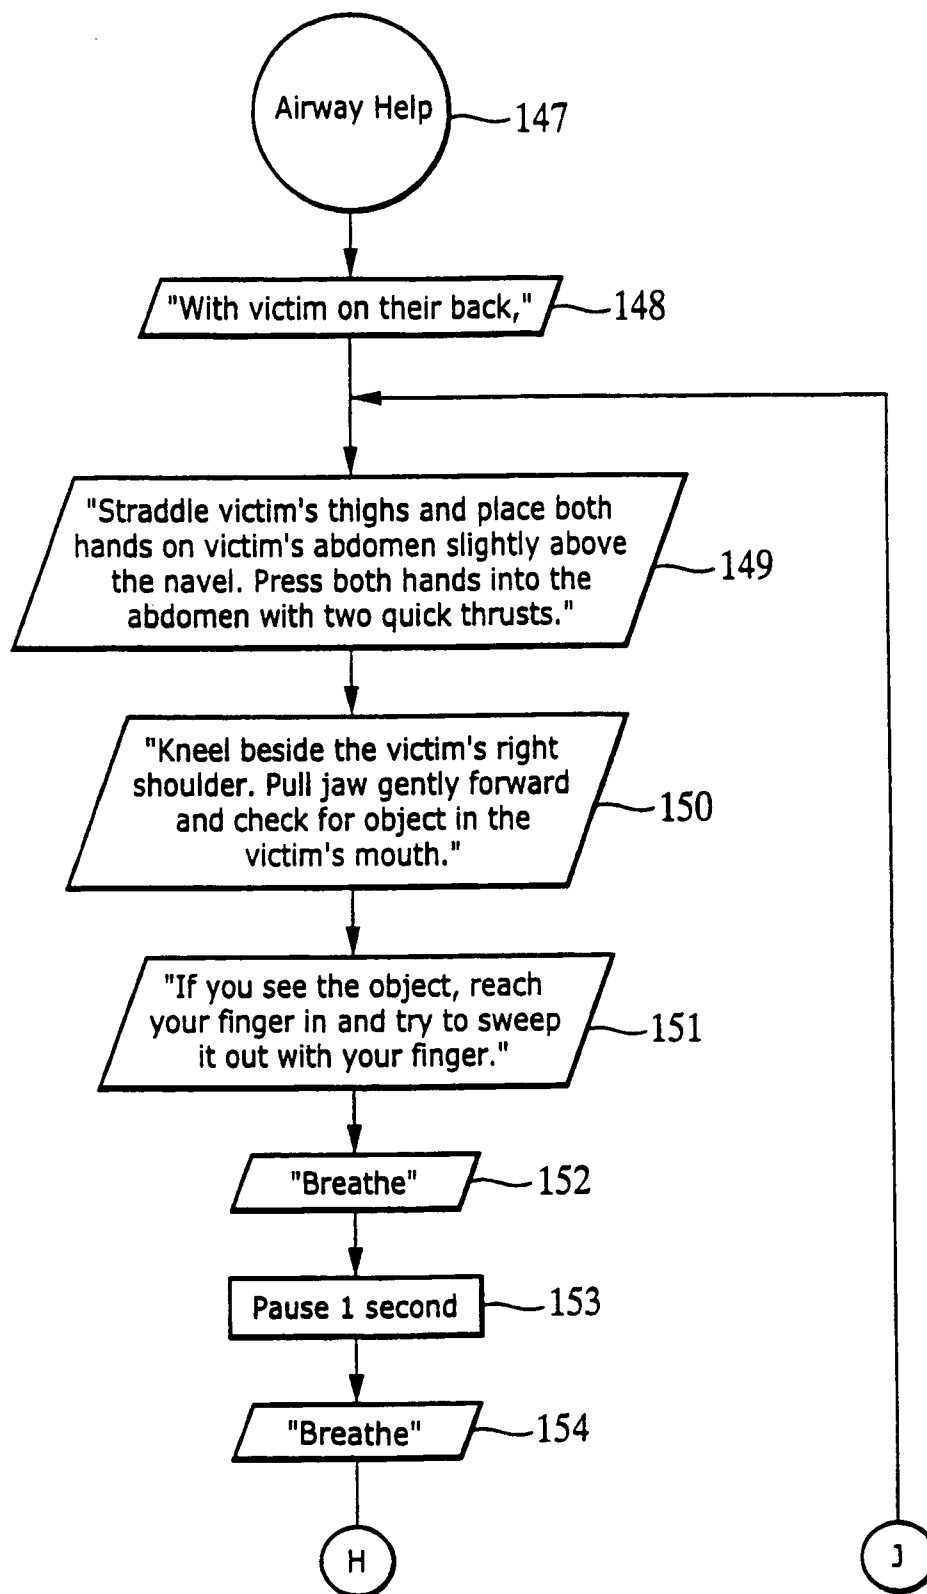 Airway Help
147
"With victim on their back,"
148
"Straddle victim's thighs and place both
hands on victim's abdomen slightly above
the navel. Press both hands into the
abdomen with two quick thrusts."
149
"Kneel beside the victim's right
shoulder. Pull jaw gently forward
and check for object in the
victim's mouth."
150
"If you see the object, reach
your finger in and try to sweep
it out with your finger."
151
"Breathe"
152
Pause 1 second
153
"Breathe"
154
H
J